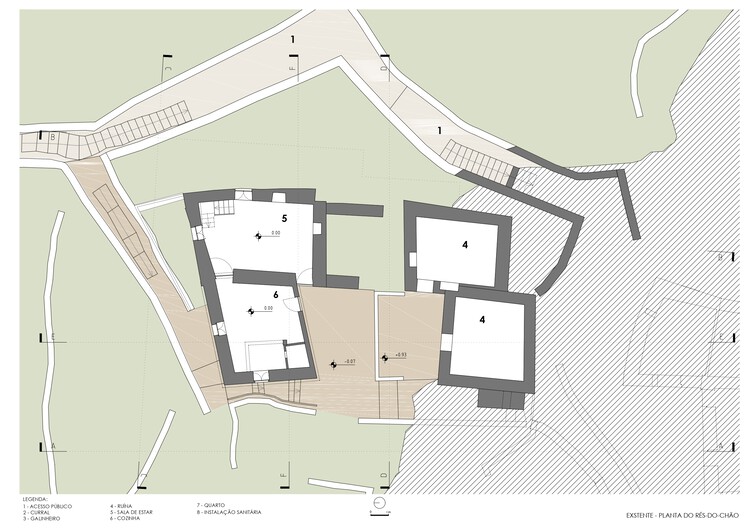 1
B
1
5
0.00
4
B
6
0.00
4
E
-0.07
+0.93
E
A
A
F
D
LEGENDA:
1 - ACESSO PÚBLICO
2 - CURRAL
3 - GALINHEIRO
4 - RUÍNA
5 - SALA DE ESTAR
6 - COZINHA
7 - QUARTO
8 - INSTALAÇÃO SANITÁRIA
EXISTENTE - PLANTA DO RÉS-DO-CHÃO